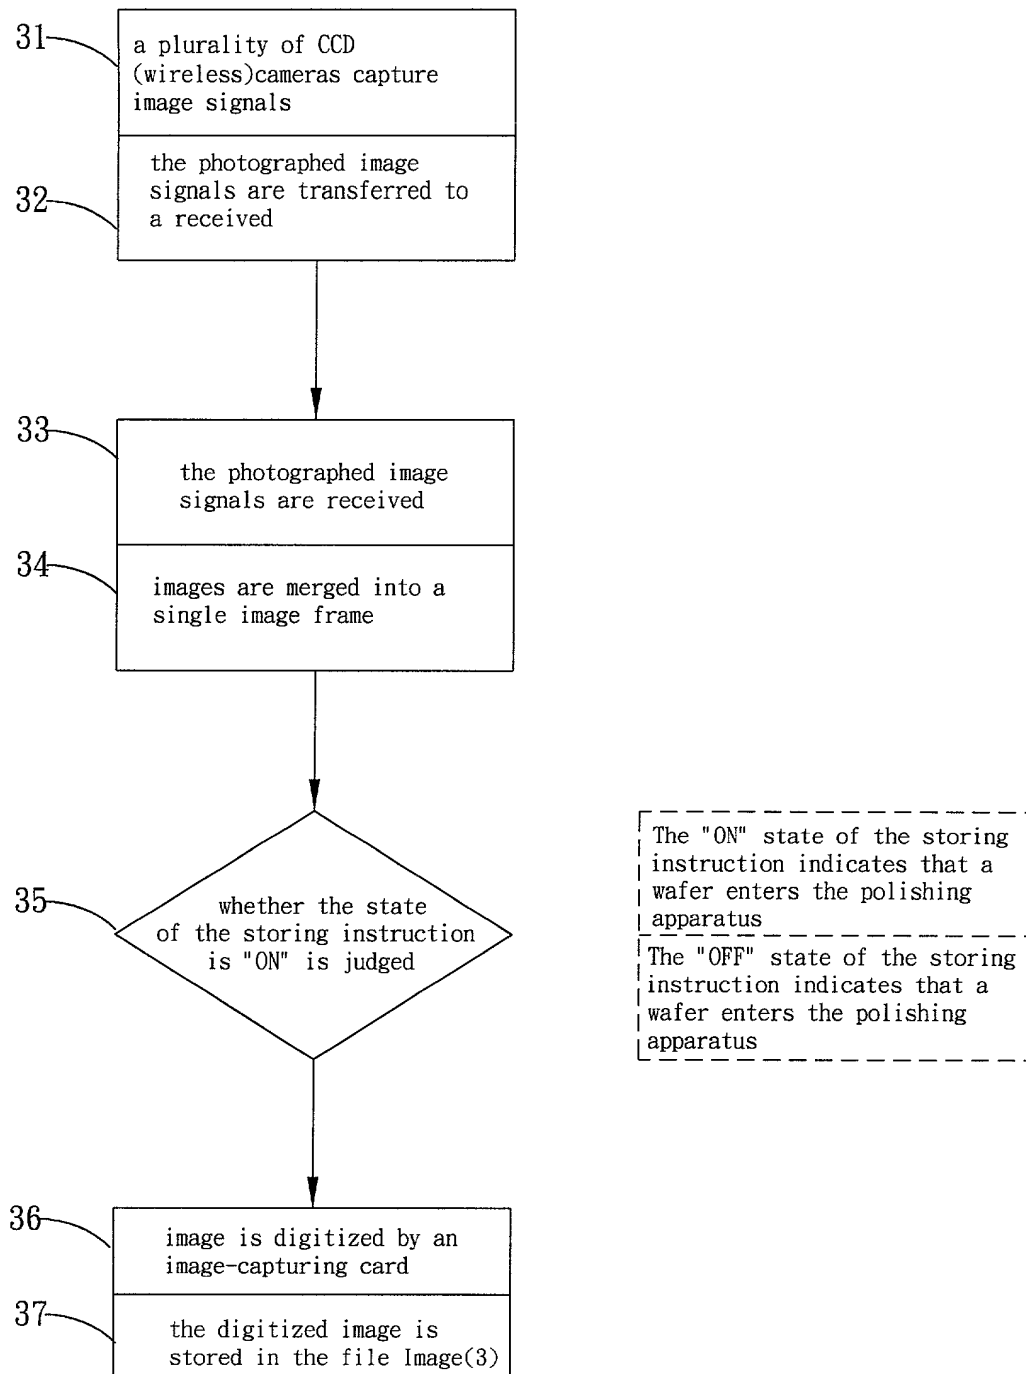 31
a plurality of CCD
(wireless)cameras capture
image signals
32
the photographed image
signals are transferred to
a received
33
the photographed image
signals are received
34
images are merged into a
single image frame
35
whether the state
of the storing instruction
is "ON" is judged
The "ON" state of the storing
instruction indicates that a
wafer enters the polishing
apparatus
The "OFF" state of the storing
instruction indicates that a
wafer enters the polishing
apparatus
36
image is digitized by an
image-capturing card
37
the digitized image is
stored in the file Image(3)